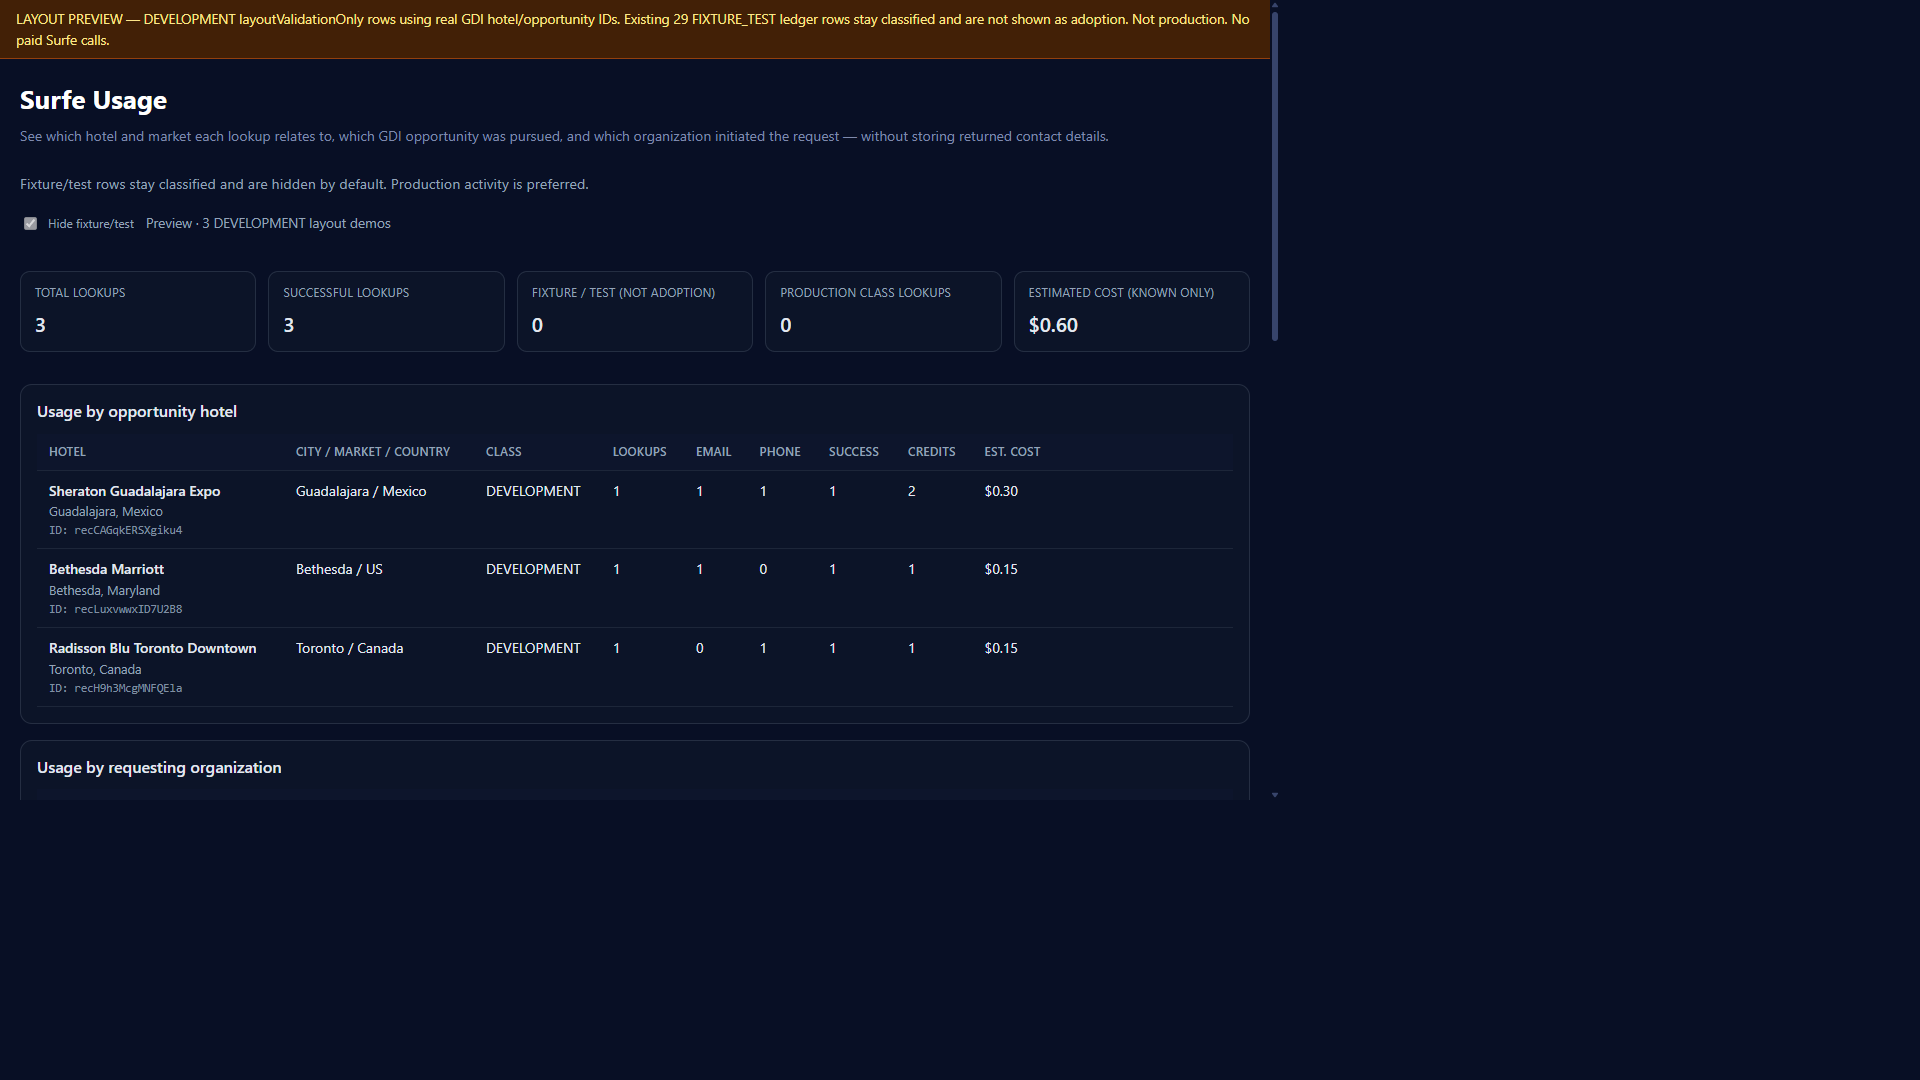 LAYOUT PREVIEW — DEVELOPMENT layoutValidationOnly rows using real GDI hotel/opportunity IDs. Existing 29 FIXTURE_TEST ledger rows stay classified and are not shown as adoption. Not production. No
paid Surfe calls.
Surfe Usage
See which hotel and market each lookup relates to, which GDI opportunity was pursued, and which organization initiated the request — without storing returned contact details.
Fixture/test rows stay classified and are hidden by default. Production activity is preferred.
Hide fixture/test Preview · 3 DEVELOPMENT layout demos
TOTAL LOOKUPS SUCCESSFUL LOOKUPS FIXTURE / TEST (NOT ADOPTION) PRODUCTION CLASS LOOKUPS ESTIMATED COST (KNOWN ONLY)
3 3 0 0 $0.60
Usage by opportunity hotel
HOTEL CITY / MARKET / COUNTRY CLASS LOOKUPS EMAIL PHONE SUCCESS CREDITS EST. COST
Sheraton Guadalajara Expo Guadalajara / Mexico DEVELOPMENT 1 1 1 1 2 $0.30
Guadalajara, Mexico
ID: recCAGqkERSXgiku4
Bethesda Marriott Bethesda / US DEVELOPMENT 1 1 0 1 1 $0.15
Bethesda, Maryland
ID: recLuxvwwxID7U2B8
Radisson Blu Toronto Downtown Toronto / Canada DEVELOPMENT 1 0 1 1 1 $0.15
Toronto, Canada
ID: recH9h3McgMNFQEla
Usage by requesting organization